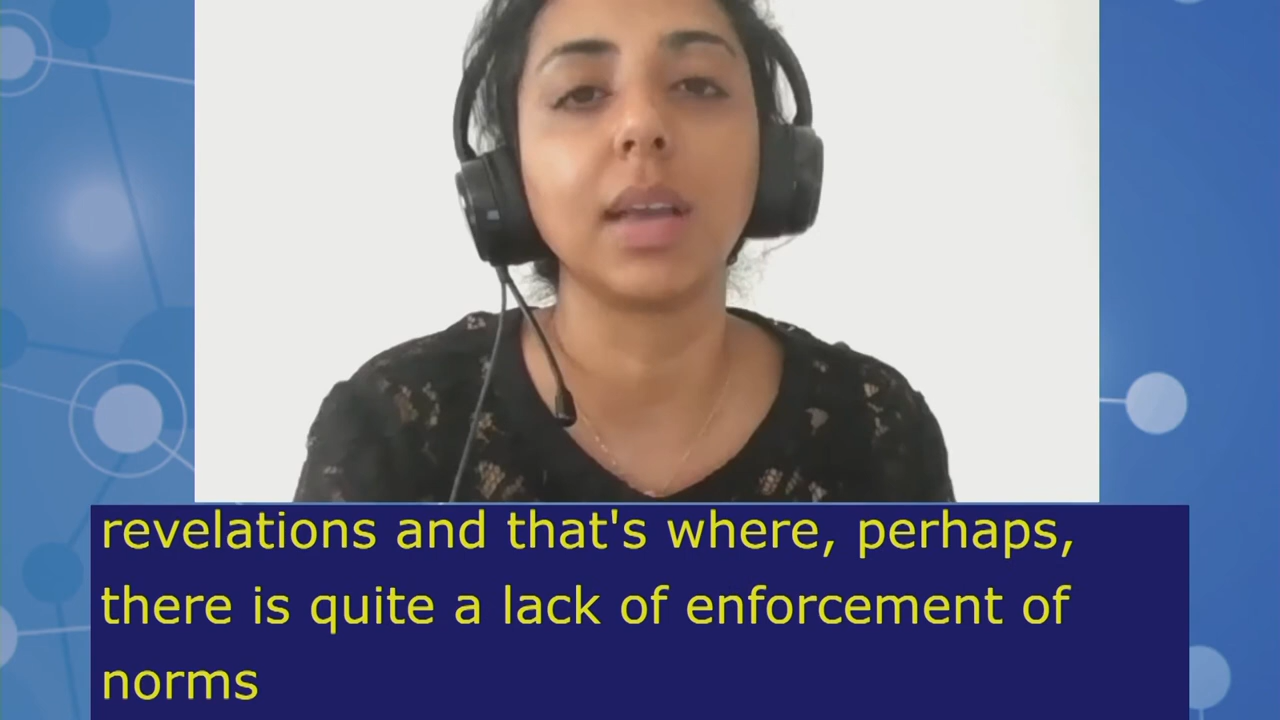 revelations and that's where, perhaps,
there is quite a lack of enforcement of
norms